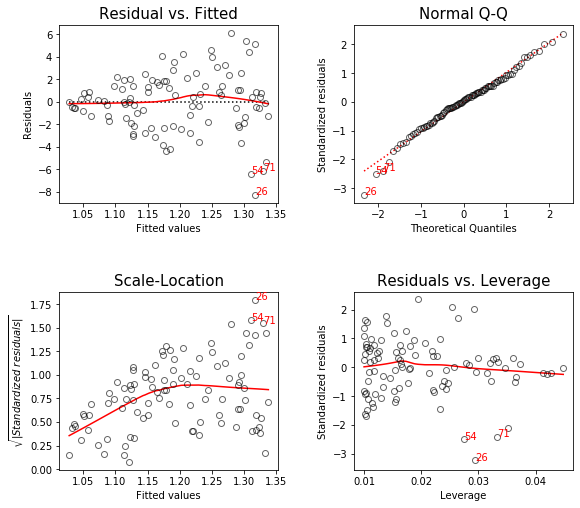 Residual vs. Fitted
Residuals
6
4
2
0
−2
−4
−6
−8
54
71
26
1.05 1.10 1.15 1.20 1.25 1.30 1.35
Fitted values
Normal Q-Q
Standardized residuals
2
1
0
−1
−2
−3
54
71
26
−2 −1 0 1 2
Theoretical Quantiles
Scale-Location
√|Standardized residuals|
1.75
1.50
1.25
1.00
0.75
0.50
0.25
0.00
26
54
71
1.05 1.10 1.15 1.20 1.25 1.30 1.35
Fitted values
Residuals vs. Leverage
Standardized residuals
2
1
0
−1
−2
−3
54
71
26
0.01 0.02 0.03 0.04
Leverage